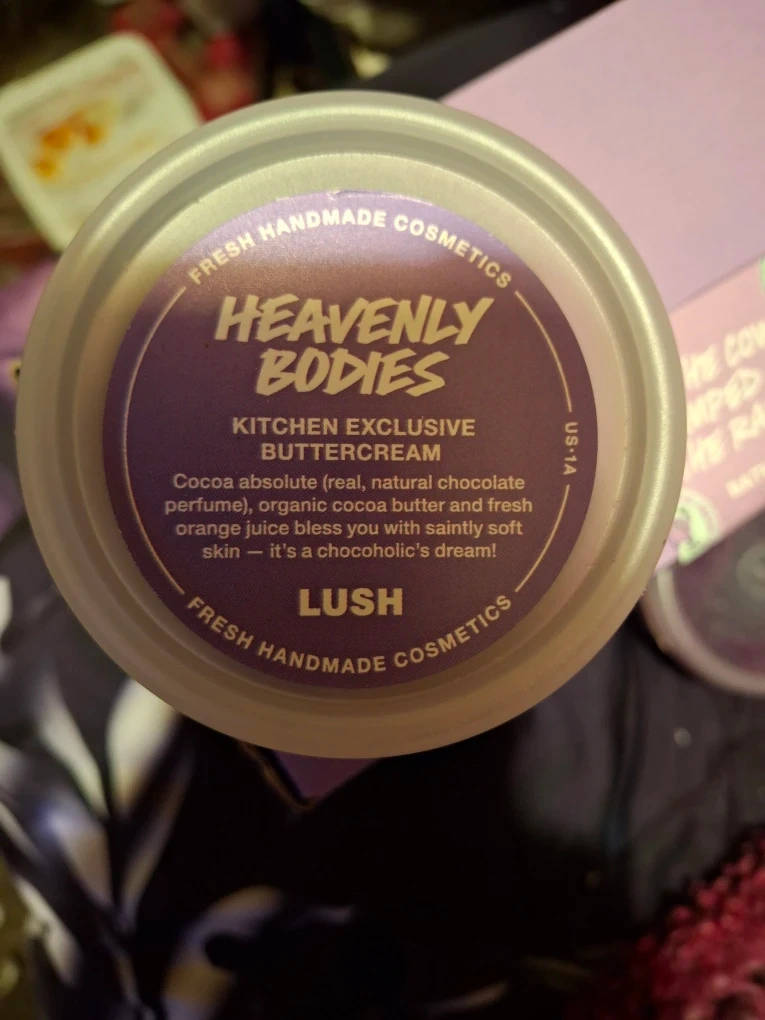 FRESH HANDMADE COSMETICS
HEAVENLY
BODIES
KITCHEN EXCLUSIVE
BUTTERCREAM
Cocoa absolute (real, natural chocolate
perfume), organic cocoa butter and fresh
orange juice bless you with saintly soft
skin — it's a chocoholic's dream!
LUSH
FRESH HANDMADE COSMETICS
US·1A